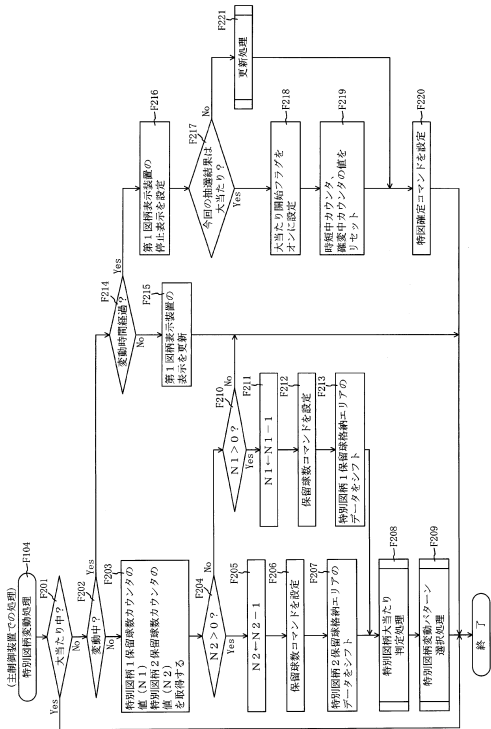 (主制御装置での処理)
特別図柄変動処理
F104
F201
大当たり中?
Yes
No
F202
変動中?
Yes
No
F203
特別図柄1保留球数カウンタの
値(N1)、
特別図柄2保留球数カウンタの
値(N2)、
を取得する
F204
N2>0?
No
Yes
F205
N2←N2-1
F206
保留球数コマンドを設定
F207
特別図柄2保留球格納エリアの
データをシフト
F210
N1>0?
No
Yes
F211
N1←N1-1
F212
保留球数コマンドを設定
F213
特別図柄1保留球格納エリアの
データをシフト
F208
特別図柄大当たり
判定処理
F209
特別図柄変動パターン
選択処理
F214
変動時間経過?
Yes
No
F215
第1図柄表示装置の
表示を更新
F216
第1図柄表示装置の
停止表示を設定
F217
今回の抽選結果は
大当たり?
No
Yes
F218
大当たり開始フラグを
オンに設定
F219
時短中カウンタ、
確変中カウンタの値を
リセット
F221
更新処理
F220
特図確定コマンドを設定
終了